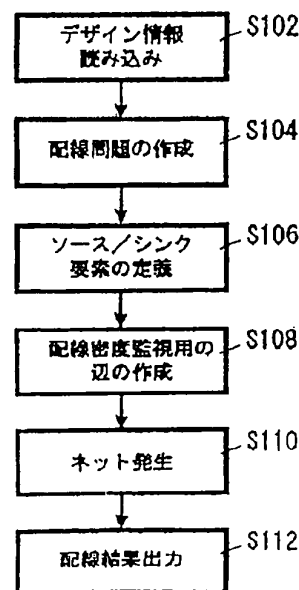 デザイン情報
読み込み
S102
配線問題の作成
S104
ソース／シンク
要素の定義
S106
配線密度監視用の
辺の作成
S108
ネット発生
S110
配線結果出力
S112